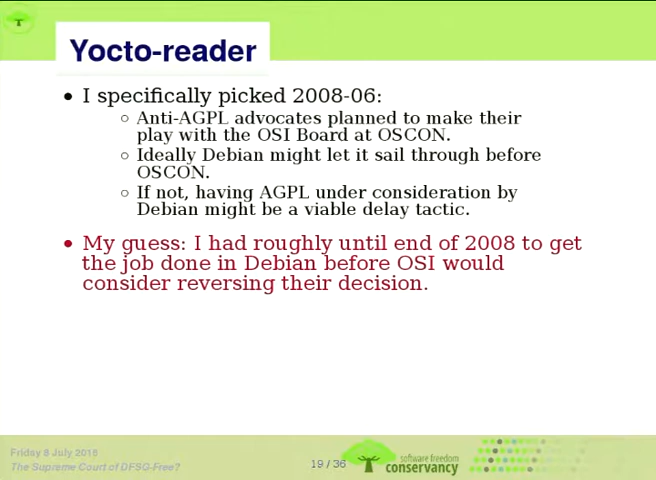 Yocto-reader
• I specifically picked 2008-06:
○ Anti-AGPL advocates planned to make their
play with the OSI Board at OSCON.
○ Ideally Debian might let it sail through before
OSCON.
○ If not, having AGPL under consideration by
Debian might be a viable delay tactic.
• My guess: I had roughly until end of 2008 to get
the job done in Debian before OSI would
consider reversing their decision.
Friday 8 July 2016
The Supreme Court of DFSG-Free?
19 / 36
software freedom
conservancy